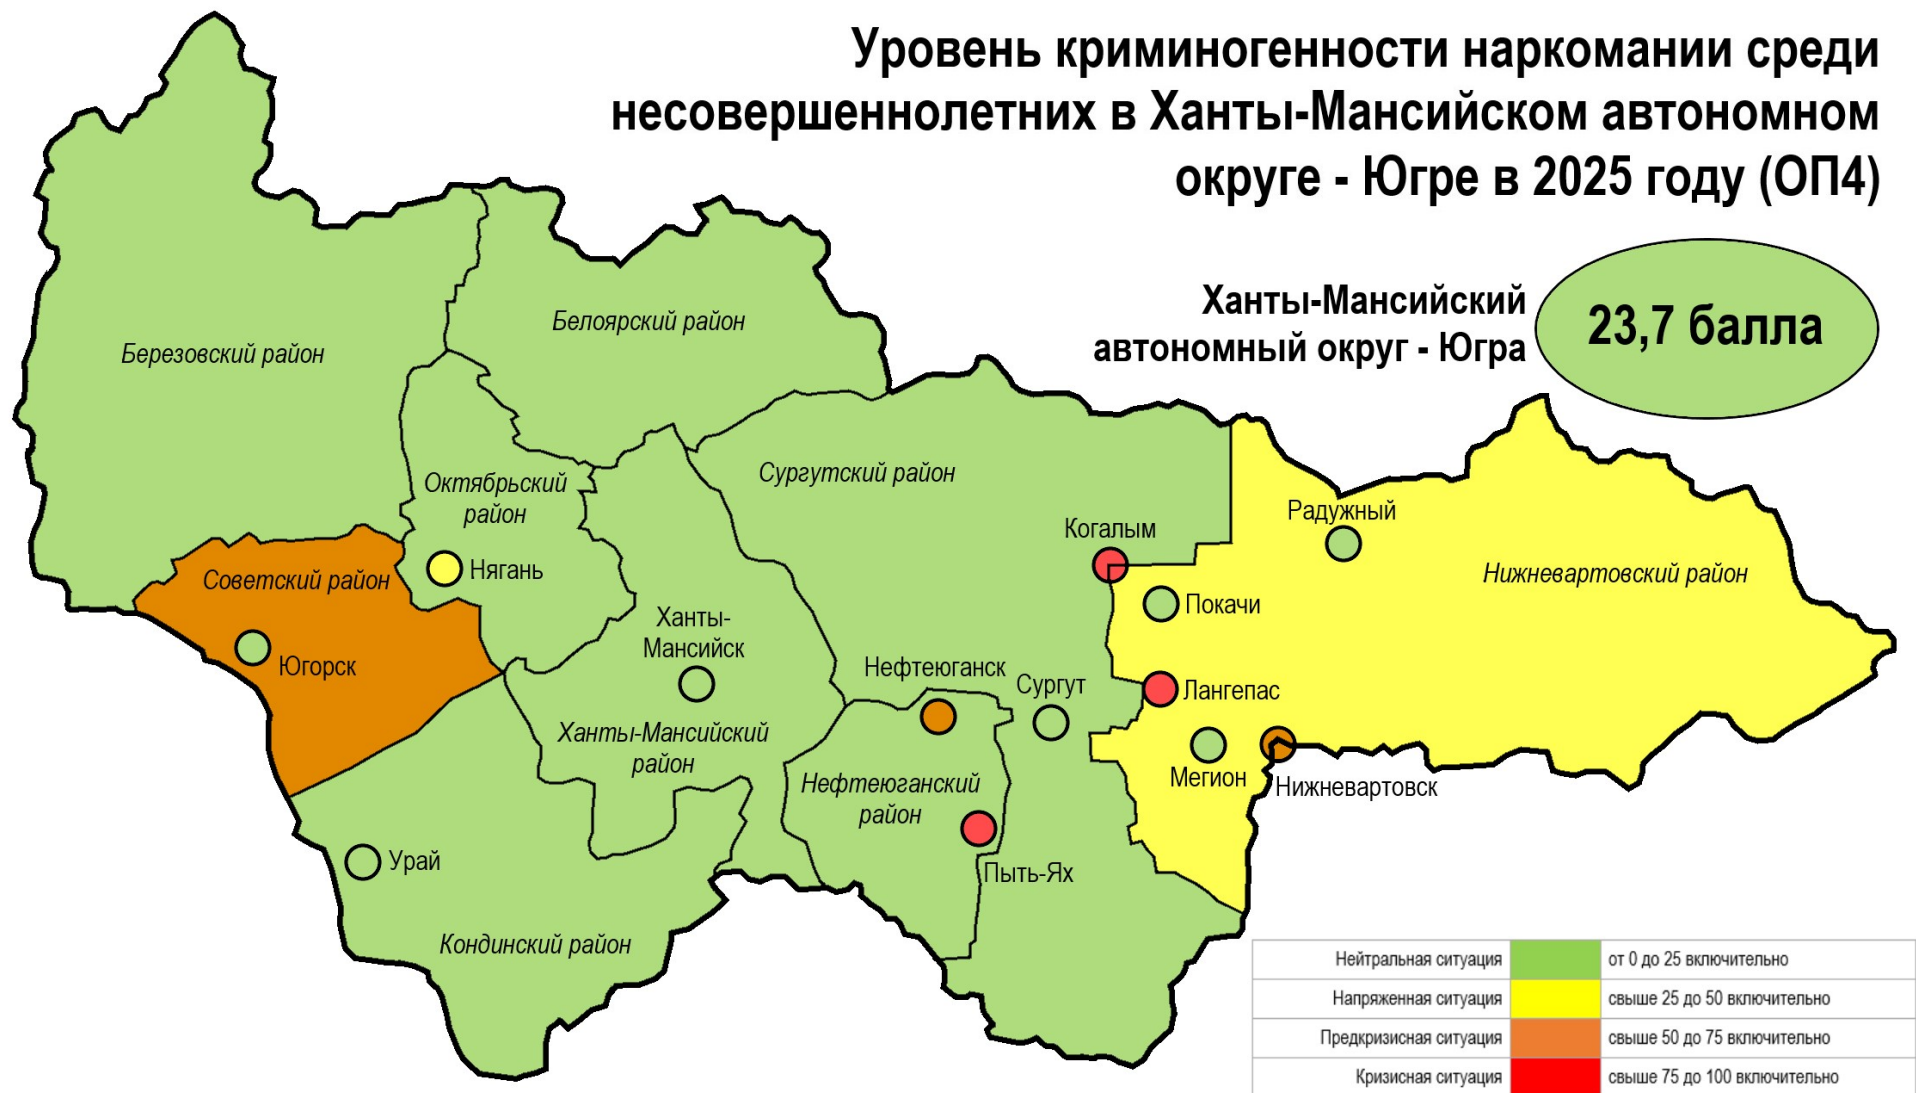 Уровень криминогенности наркомании среди
несовершеннолетних в Ханты-Мансийском автономном
округе - Югре в 2025 году (ОП4)
Ханты-Мансийский
автономный округ - Югра
23,7 балла
Березовский район
Белоярский район
Октябрьский
район
Сургутский район
Когалым
Радужный
Нижневартовский район
Советский район
Нягань
Покачи
Ханты-
Мансийск
Югорск
Нефтеюганск
Сургут
Лангепас
Ханты-Мансийский
район
Нефтеюганский
район
Мегион
Нижневартовск
Урай
Пыть-Ях
Кондинский район
Нейтральная ситуация
от 0 до 25 включительно
Напряженная ситуация
свыше 25 до 50 включительно
Предкризисная ситуация
свыше 50 до 75 включительно
Кризисная ситуация
свыше 75 до 100 включительно